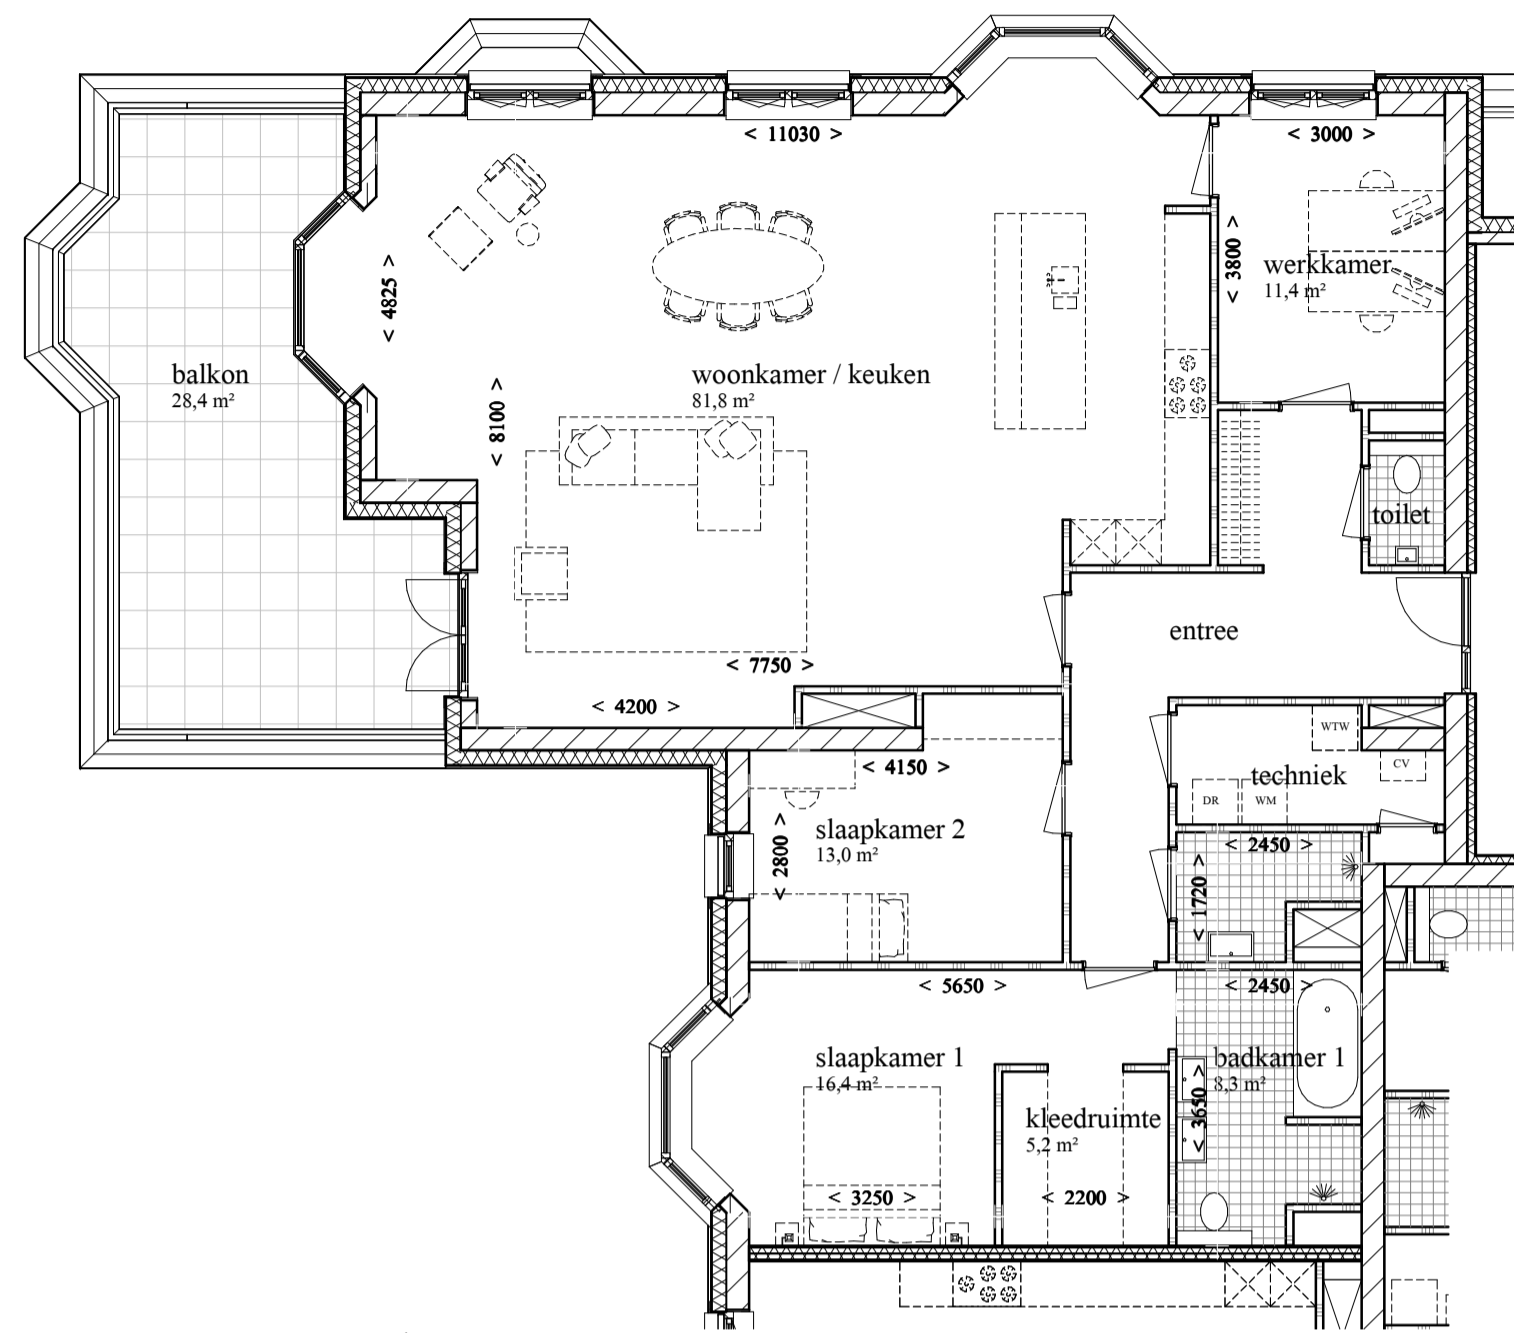 < 11030 >
< 3000 >
< 3800 >
werkkamer
11,4 m²
< 4825 >
balkon
28,4 m²
woonkamer / keuken
81,8 m²
< 8100 >
toilet
entree
< 7750 >
< 4200 >
WTW
< 4150 >
CV
techniek
DR
WM
slaapkamer 2
13,0 m²
< 2800 >
< 2450 >
< 1720 >
< 5650 >
< 2450 >
slaapkamer 1
16,4 m²
badkamer 1
8,3 m²
< 3650 >
kleedruimte
5,2 m²
< 3250 >
< 2200 >